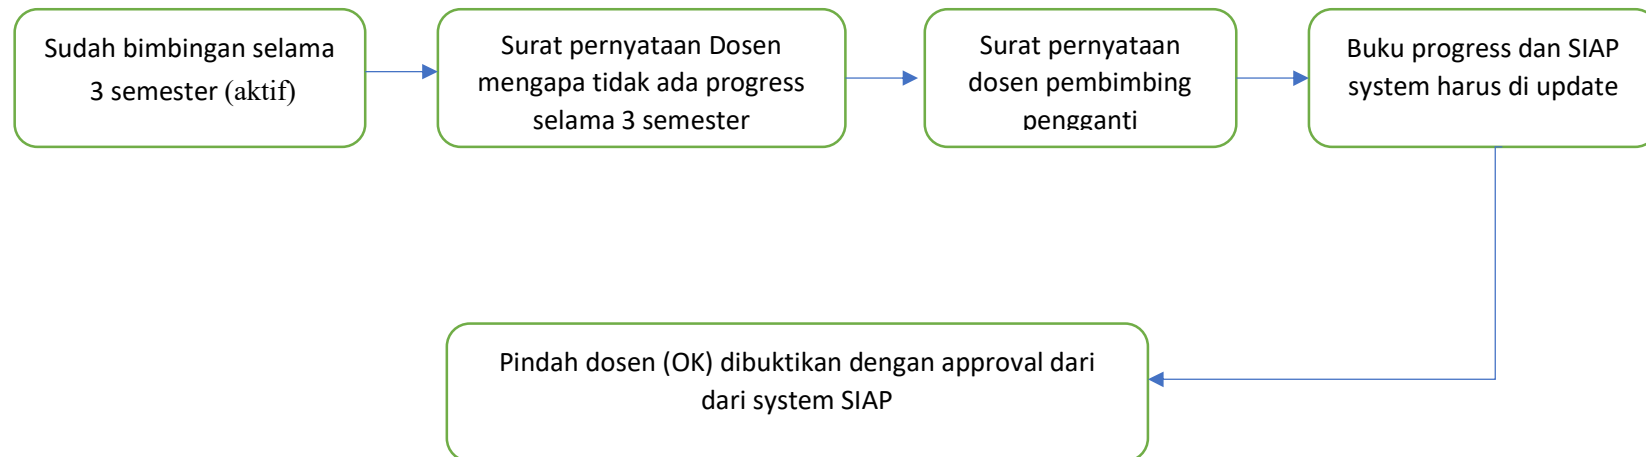 Sudah bimbingan selama
3 semester (aktif)
Surat pernyataan Dosen
mengapa tidak ada progress
selama 3 semester
Surat pernyataan
dosen pembimbing
pengganti
Buku progress dan SIAP
system harus di update
Pindah dosen (OK) dibuktikan dengan approval dari
dari system SIAP